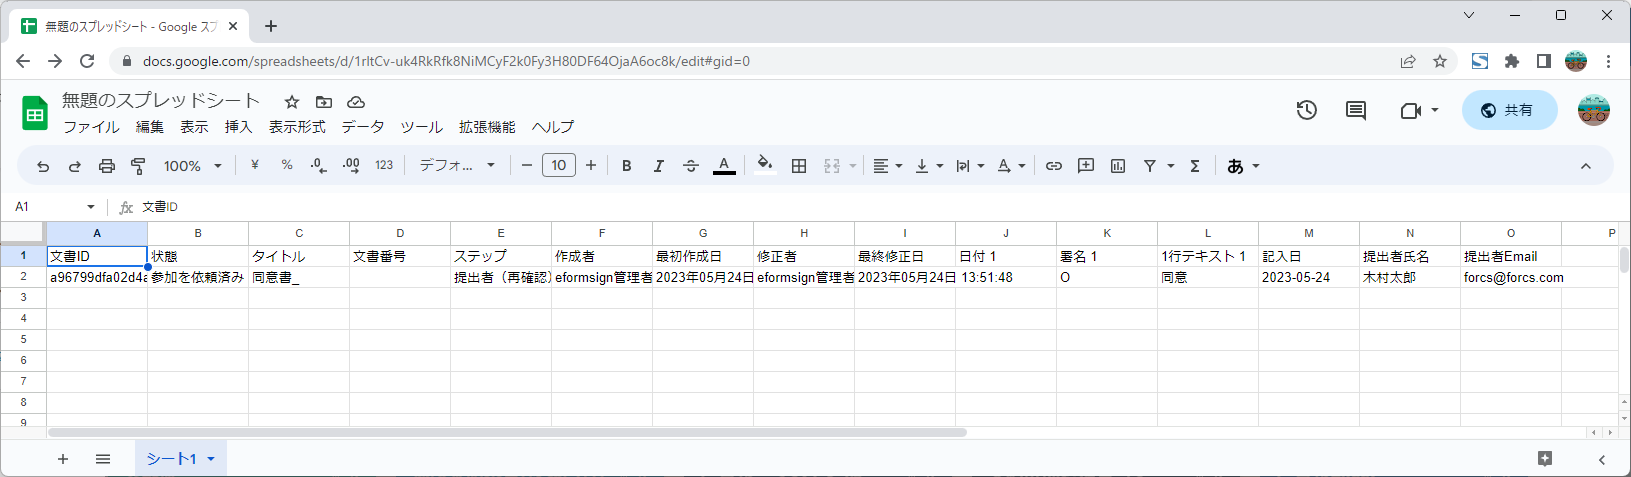 無題のスプレッドシート - Google スプ
docs.google.com/spreadsheets/d/1rltCv-uk4RkRfk8NiMCyF2k0Fy3H80DF64OjaA6oc8k/edit#gid=0
無題のスプレッドシート
共有
ファイル 編集 表示 挿入 表示形式 データ ツール 拡張機能 ヘルプ
100% ¥ % .0 .00 123 デフォ... 10 B I S A あ
A1 fx 文書ID
A B C D E F G H I J K L M N O P
1 文書ID 状態 タイトル 文書番号 ステップ 作成者 最初作成日 修正者 最終修正日 日付 1 署名 1 1行テキスト 1 記入日 提出者氏名 提出者Email
2 a96799dfa02d4a 参加を依頼済み 同意書_ 提出者（再確認） eformsign管理者 2023年05月24日 eformsign管理者 2023年05月24日 13:51:48 O 同意 2023-05-24 木村太郎 forcs@forcs.com
3
4
5
6
7
8
9
シート1